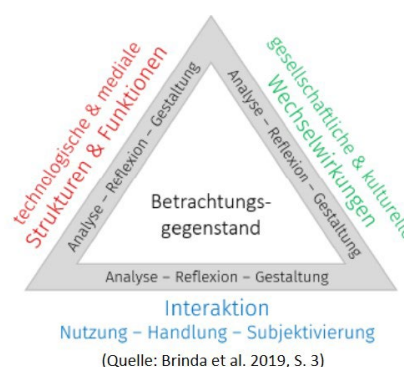 technologische & mediale
Strukturen & Funktionen
Analyse – Reflexion – Gestaltung
gesellschaftliche & kulturelle
Wechselwirkungen
Analyse – Reflexion – Gestaltung
Betrachtungs-
gegenstand
Analyse – Reflexion – Gestaltung
Interaktion
Nutzung – Handlung – Subjektivierung
(Quelle: Brinda et al. 2019, S. 3)